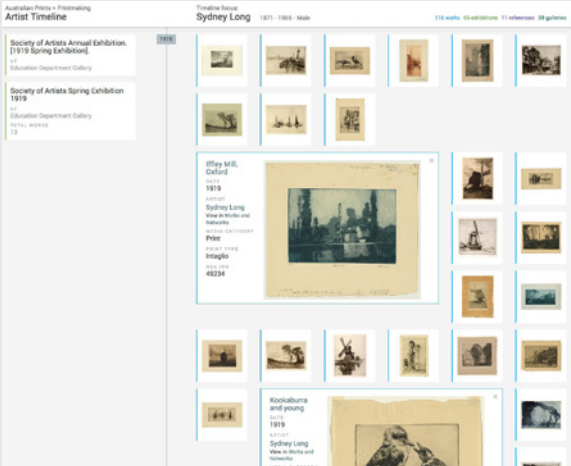 Australian Prints + Printmaking
Artist Timeline
Timeline focus:
Sydney Long 1871 - 1955 - Male
116 works
11 references
38 galleries
Society of Artists Annual Exhibition.
[1919 Spring Exhibition].
AT
Education Department Gallery
Society of Artists Spring Exhibition
1919
AT
Education Department Gallery
TOTAL WORKS
13
1919
Iffley Mill,
Oxford
DATE
1919
ARTIST
Sydney Long
View in Works and
Networks
MEDIA CATEGORY
Print
PRINT TYPE
Intaglio
NGA IRN
49234
Kookaburra
and young
DATE
1919
ARTIST
Sydney Long
View in Works and
Networks